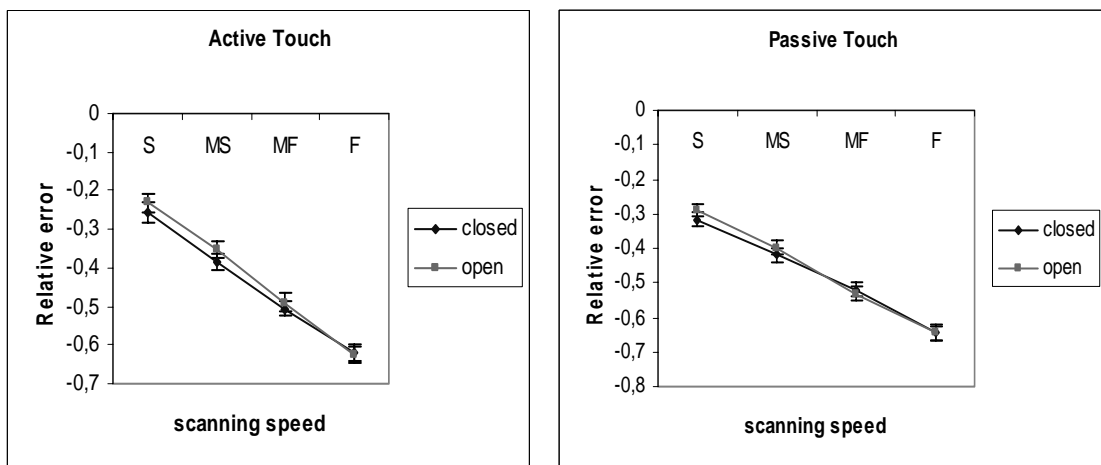 Active Touch
0
-0,1
-0,2
-0,3
-0,4
-0,5
-0,6
-0,7
S MS MF F
Relative error
scanning speed
closed
open
Passive Touch
0
-0,1
-0,2
-0,3
-0,4
-0,5
-0,6
-0,7
-0,8
S MS MF F
Relative error
scanning speed
closed
open